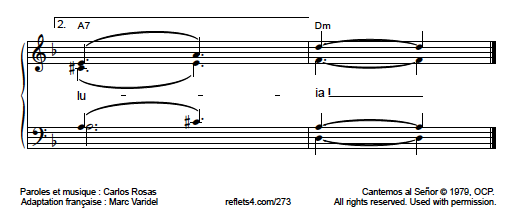 2. A7 Dm
lu - - - ia !
Paroles et musique : Carlos Rosas
Adaptation française : Marc Varidel
reflets4.com/273
Cantemos al Señor © 1979, OCP.
All rights reserved. Used with permission.